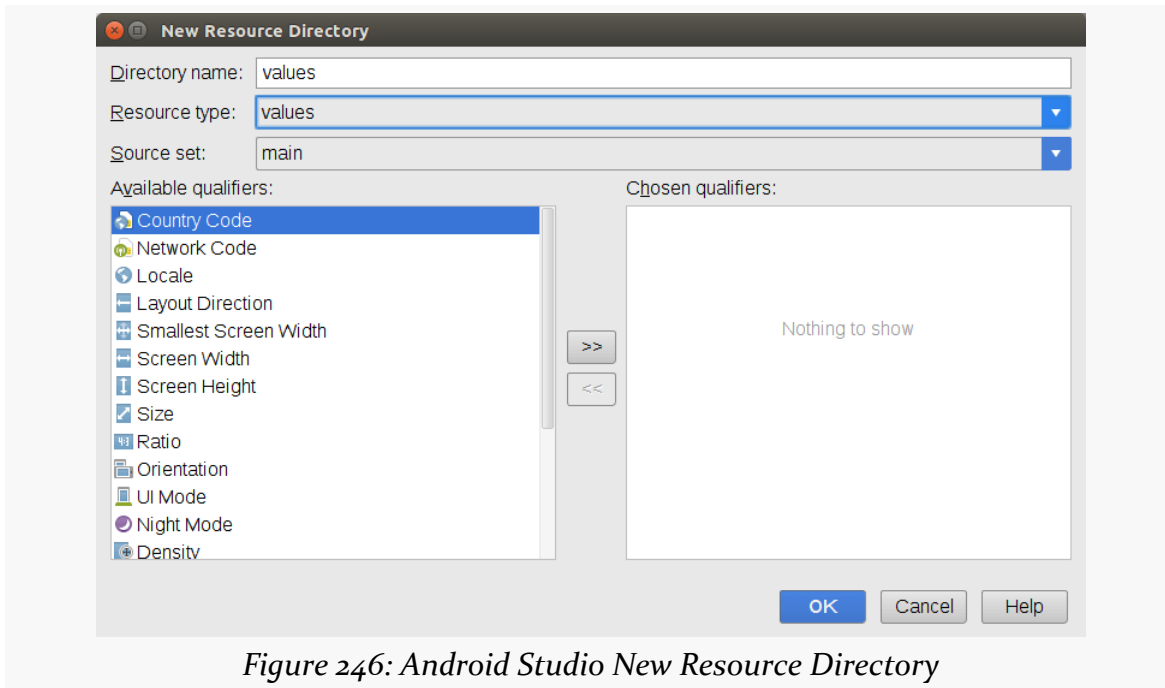 New Resource Directory
Directory name: values
Resource type: values
Source set: main
Available qualifiers:
Country Code
Network Code
Locale
Layout Direction
Smallest Screen Width
Screen Width
Screen Height
Size
Ratio
Orientation
UI Mode
Night Mode
Density
>>
<<
Chosen qualifiers:
Nothing to show
OK Cancel Help
Figure 246: Android Studio New Resource Directory